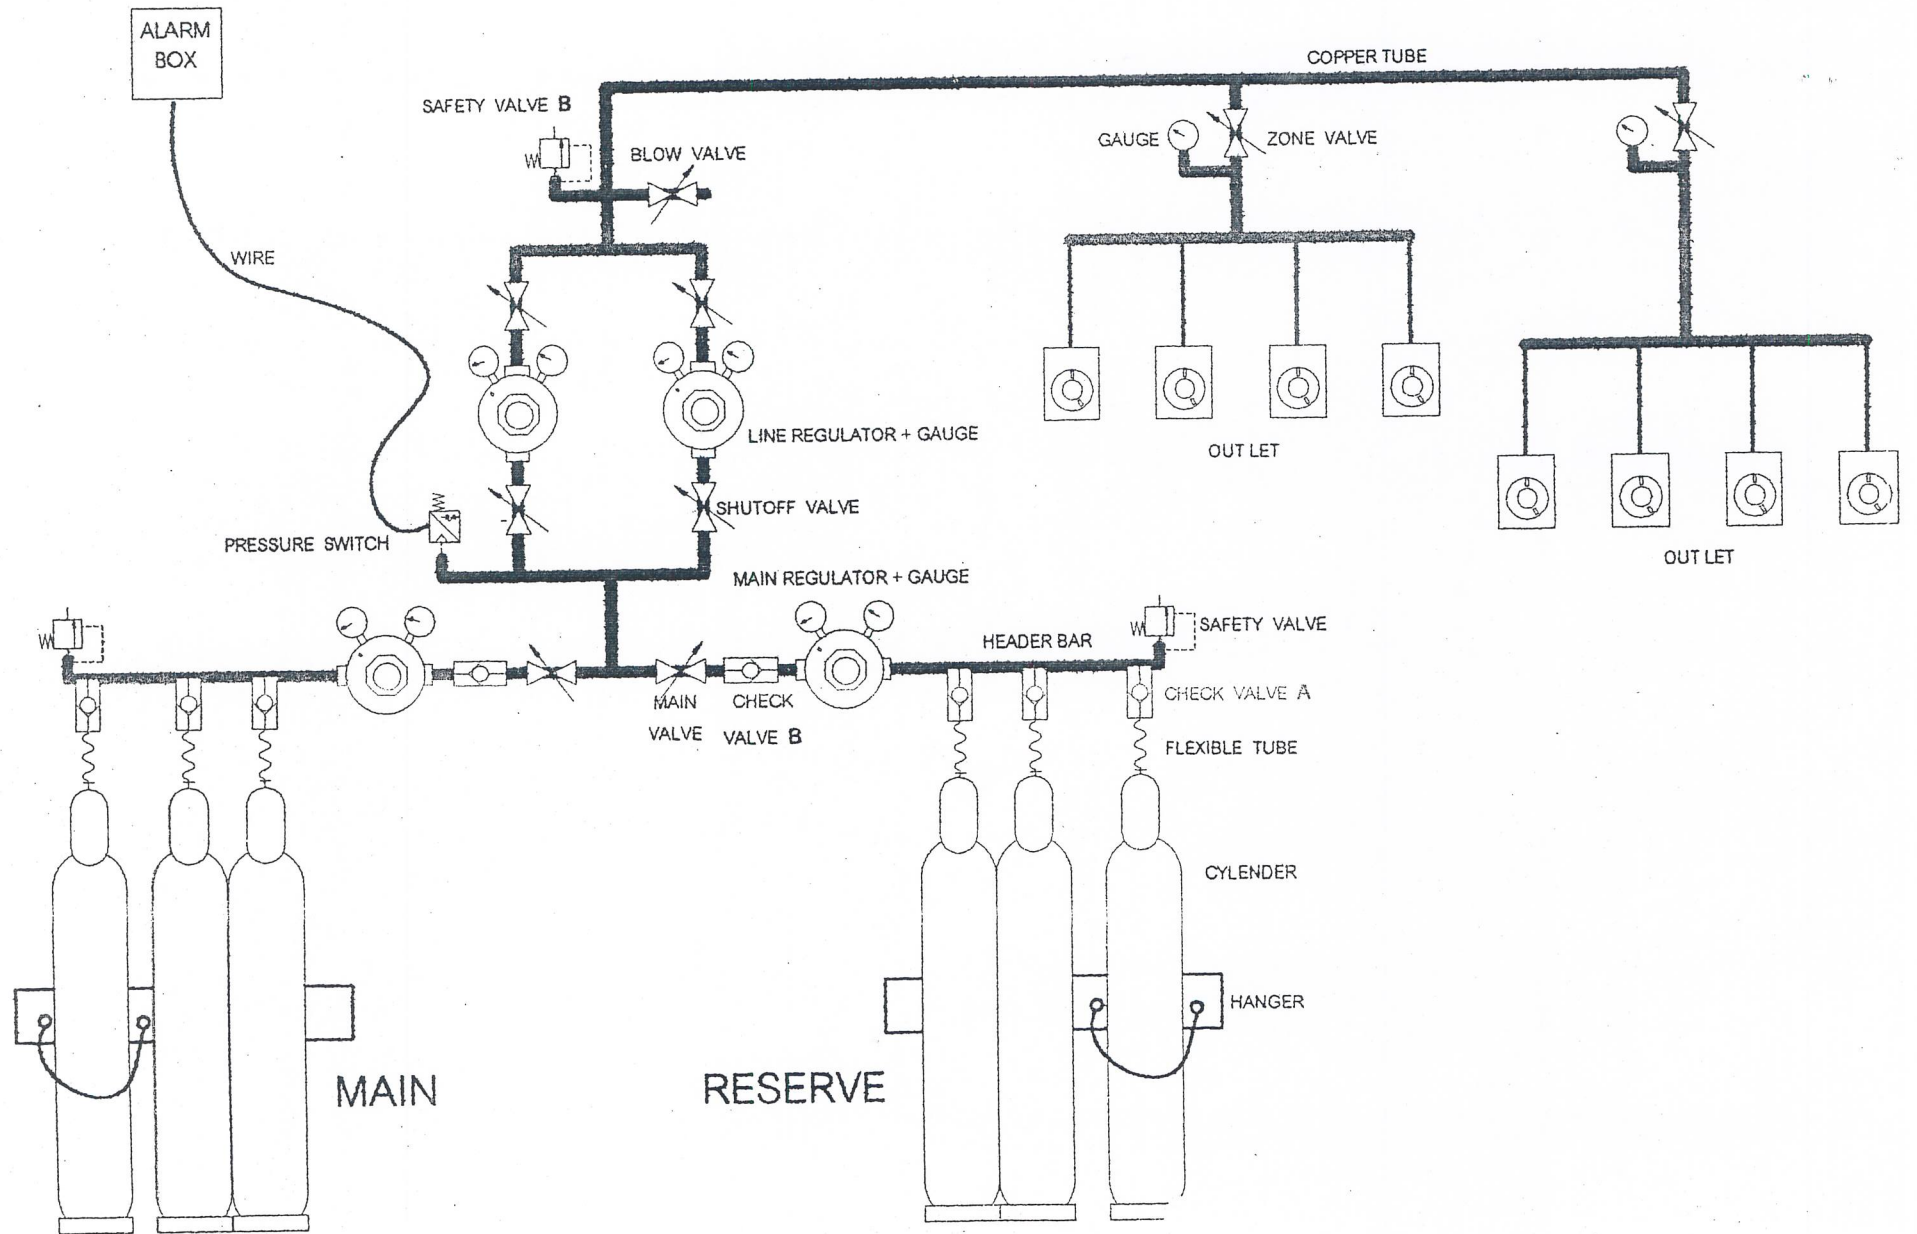 ALARM
BOX
COPPER TUBE
SAFETY VALVE B
BLOW VALVE
GAUGE
ZONE VALVE
WIRE
LINE REGULATOR + GAUGE
OUT LET
SHUTOFF VALVE
PRESSURE SWITCH
OUT LET
MAIN REGULATOR + GAUGE
HEADER BAR
SAFETY VALVE
MAIN
VALVE
CHECK
VALVE B
CHECK VALVE A
FLEXIBLE TUBE
CYLENDER
HANGER
MAIN
RESERVE